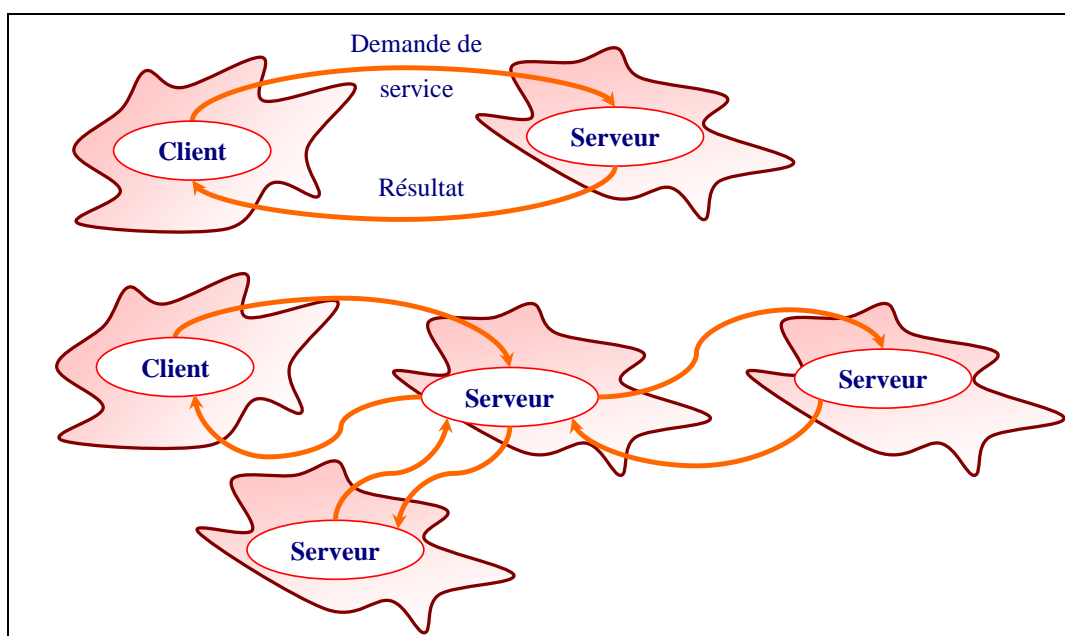 Demande de
service
Client
Serveur
Résultat
Client
Serveur
Serveur
Serveur